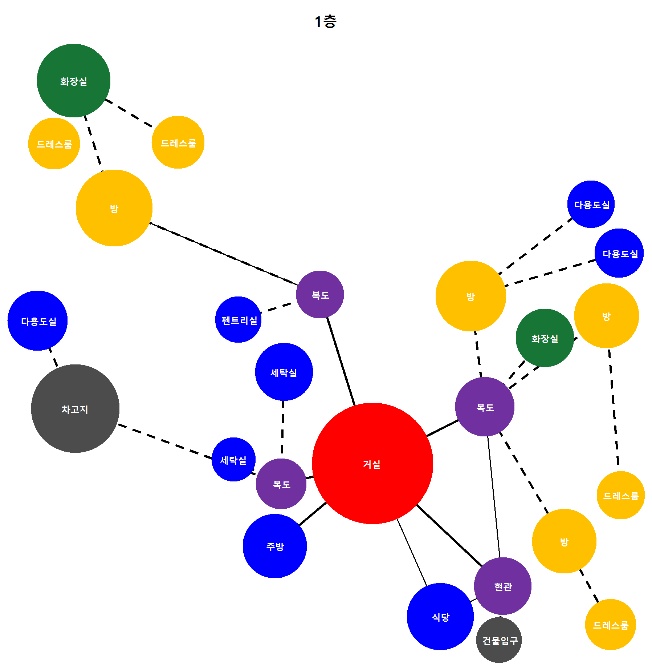 1층
화장실
드레스룸
드레스룸
방
다용도실
다용도실
방
복도
펜트리실
방
화장실
다용도실
세탁실
차고지
복도
거실
세탁실
복도
드레스룸
주방
방
현관
식당
드레스룸
건물입구